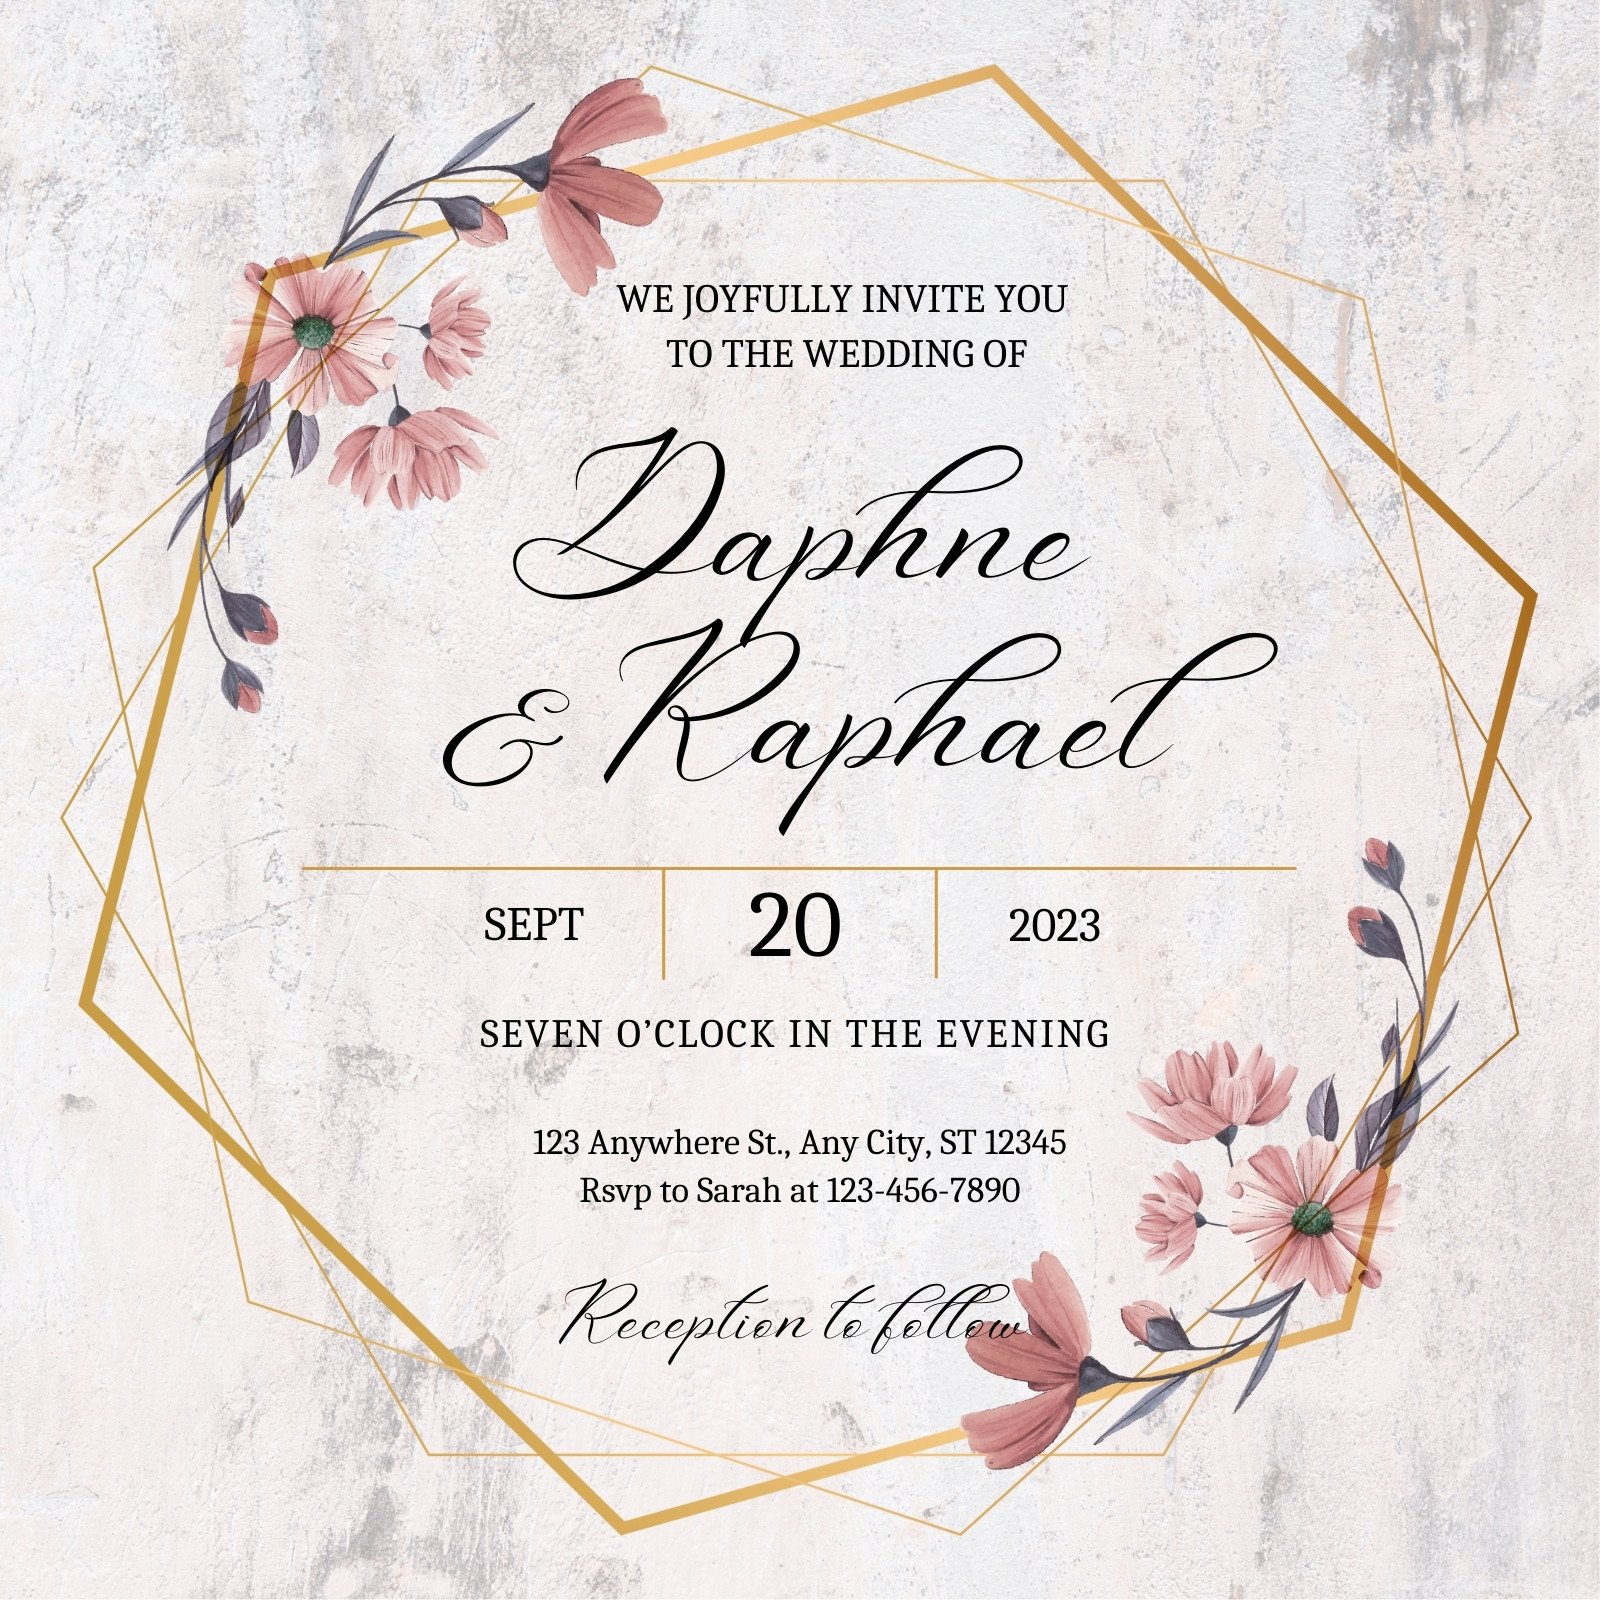 WE JOYFULLY INVITE YOU
TO THE WEDDING OF
Daphne
& Raphael
SEPT 20 2023
SEVEN O’CLOCK IN THE EVENING
123 Anywhere St., Any City, ST 12345
Rsvp to Sarah at 123-456-7890
Reception to follow